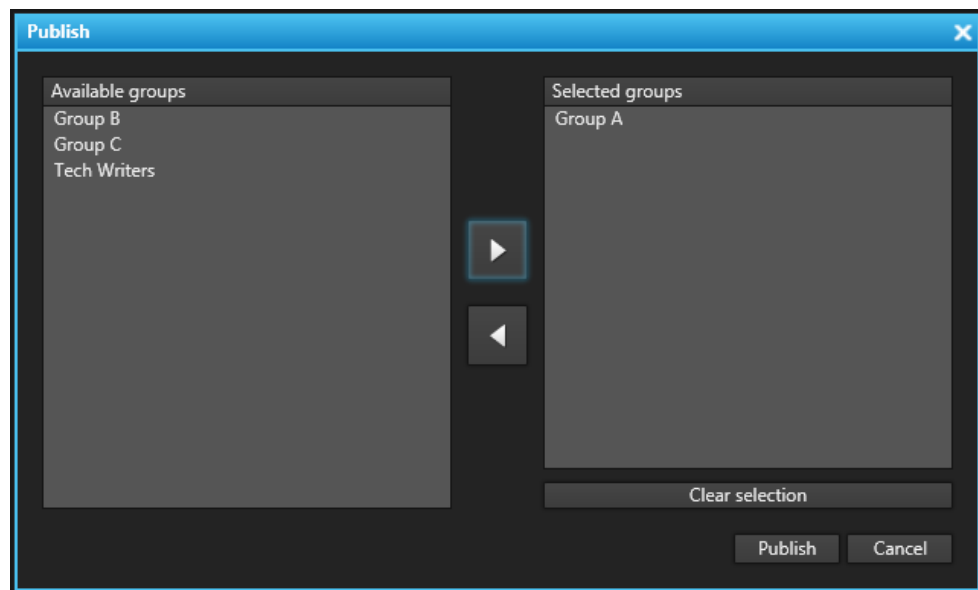 Publish
Available groups
Group B
Group C
Tech Writers
Selected groups
Group A
Clear selection
Publish
Cancel